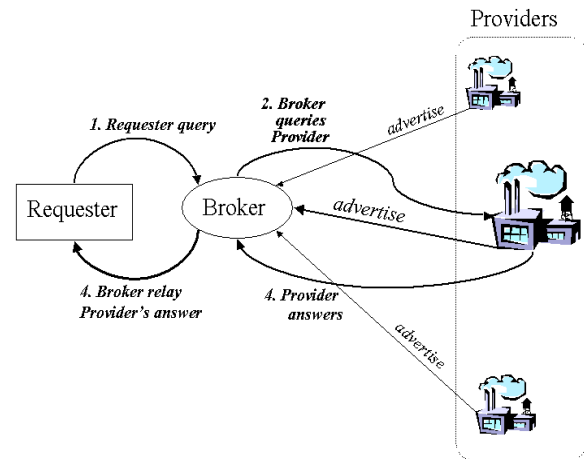 Providers
1. Requester query
2. Broker
queries
Provider
advertise
Requester
Broker
advertise
4. Broker relay
Provider's answer
4. Provider
answers
advertise